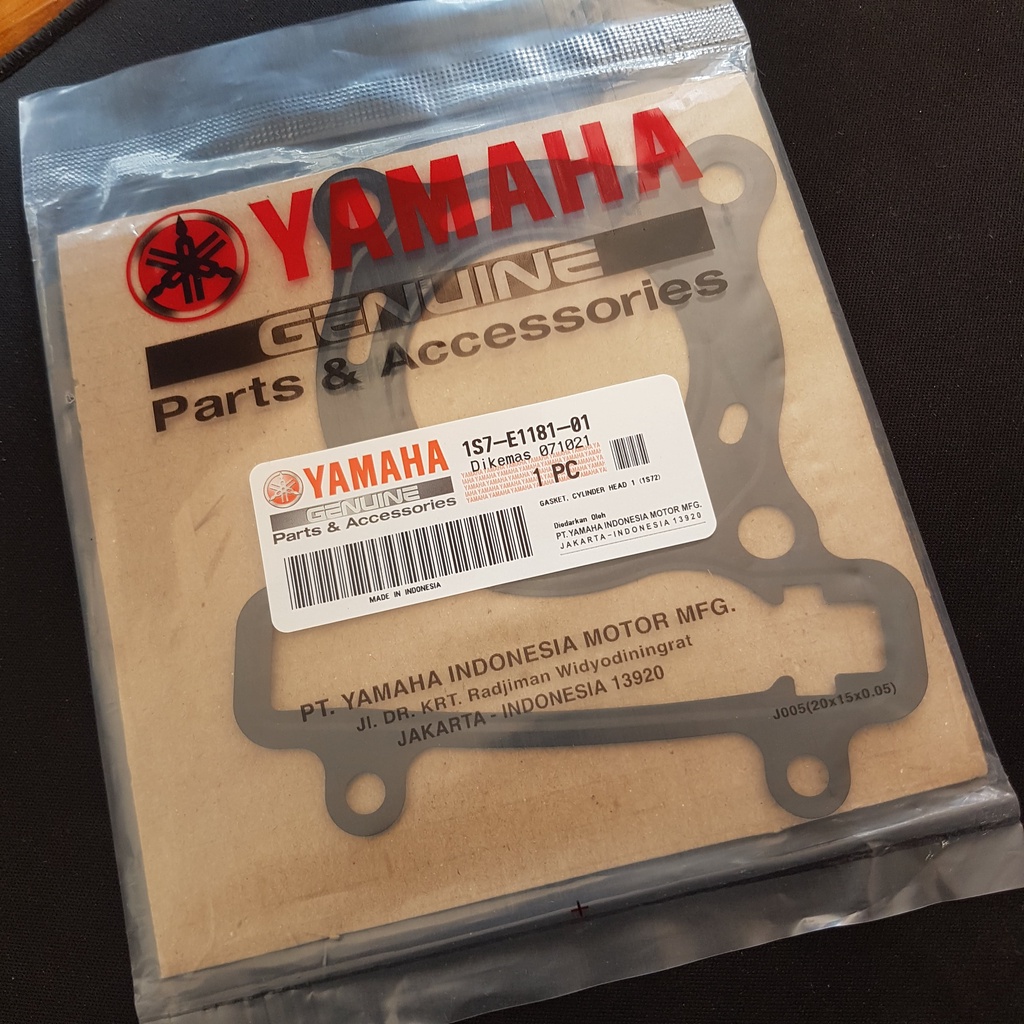 YAMAHA
GENUINE
Parts & Accessories
1S7-E1181-01
Dikemas 071021
YAMAHA
1 PC
GENUINE
Parts & Accessories
GASKET, CYLINDER HEAD 1 (1S72)
Diedarkan Oleh
PT.YAMAHA INDONESIA MOTOR MFG.
JAKARTA-INDONESIA 13920
MADE IN INDONESIA
PT. YAMAHA INDONESIA MOTOR MFG.
Jl. DR. KRT. Radjiman Widyodiningrat
JAKARTA - INDONESIA 13920
J005(20x15x0.05)